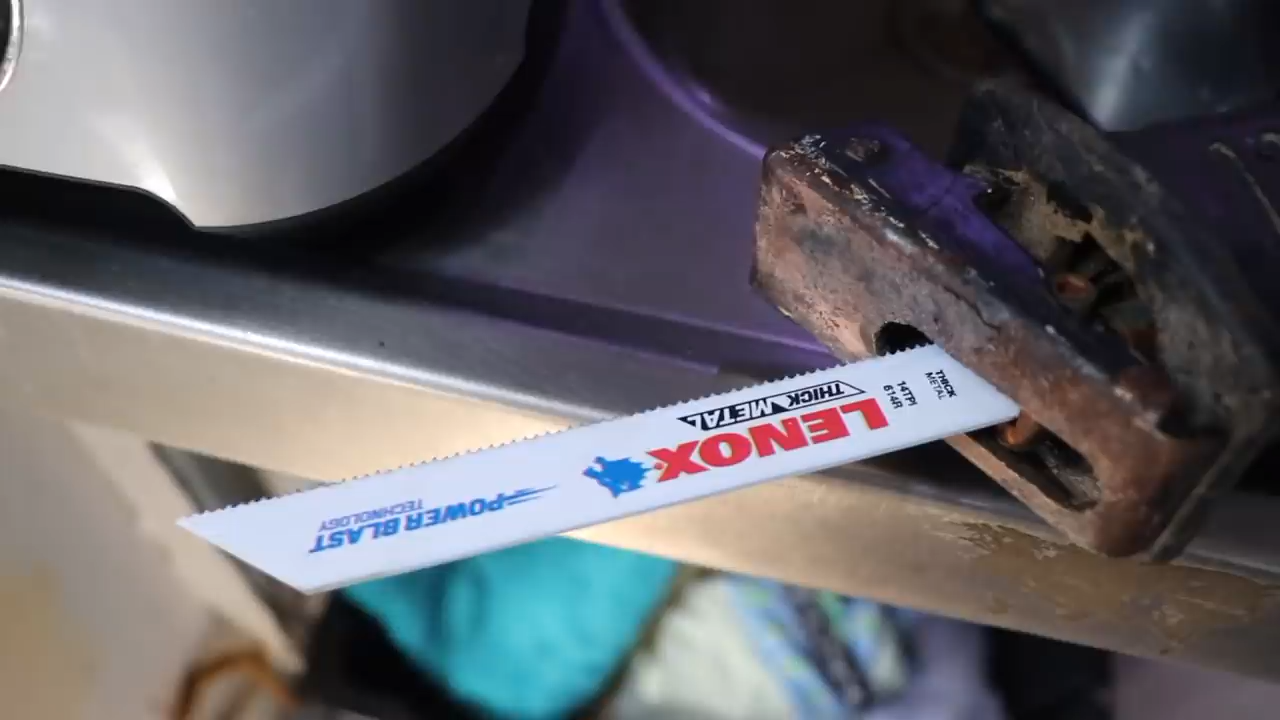 THICK
METAL
14TPI
614R
LENOX
THICK METAL
POWER BLAST
TECHNOLOGY